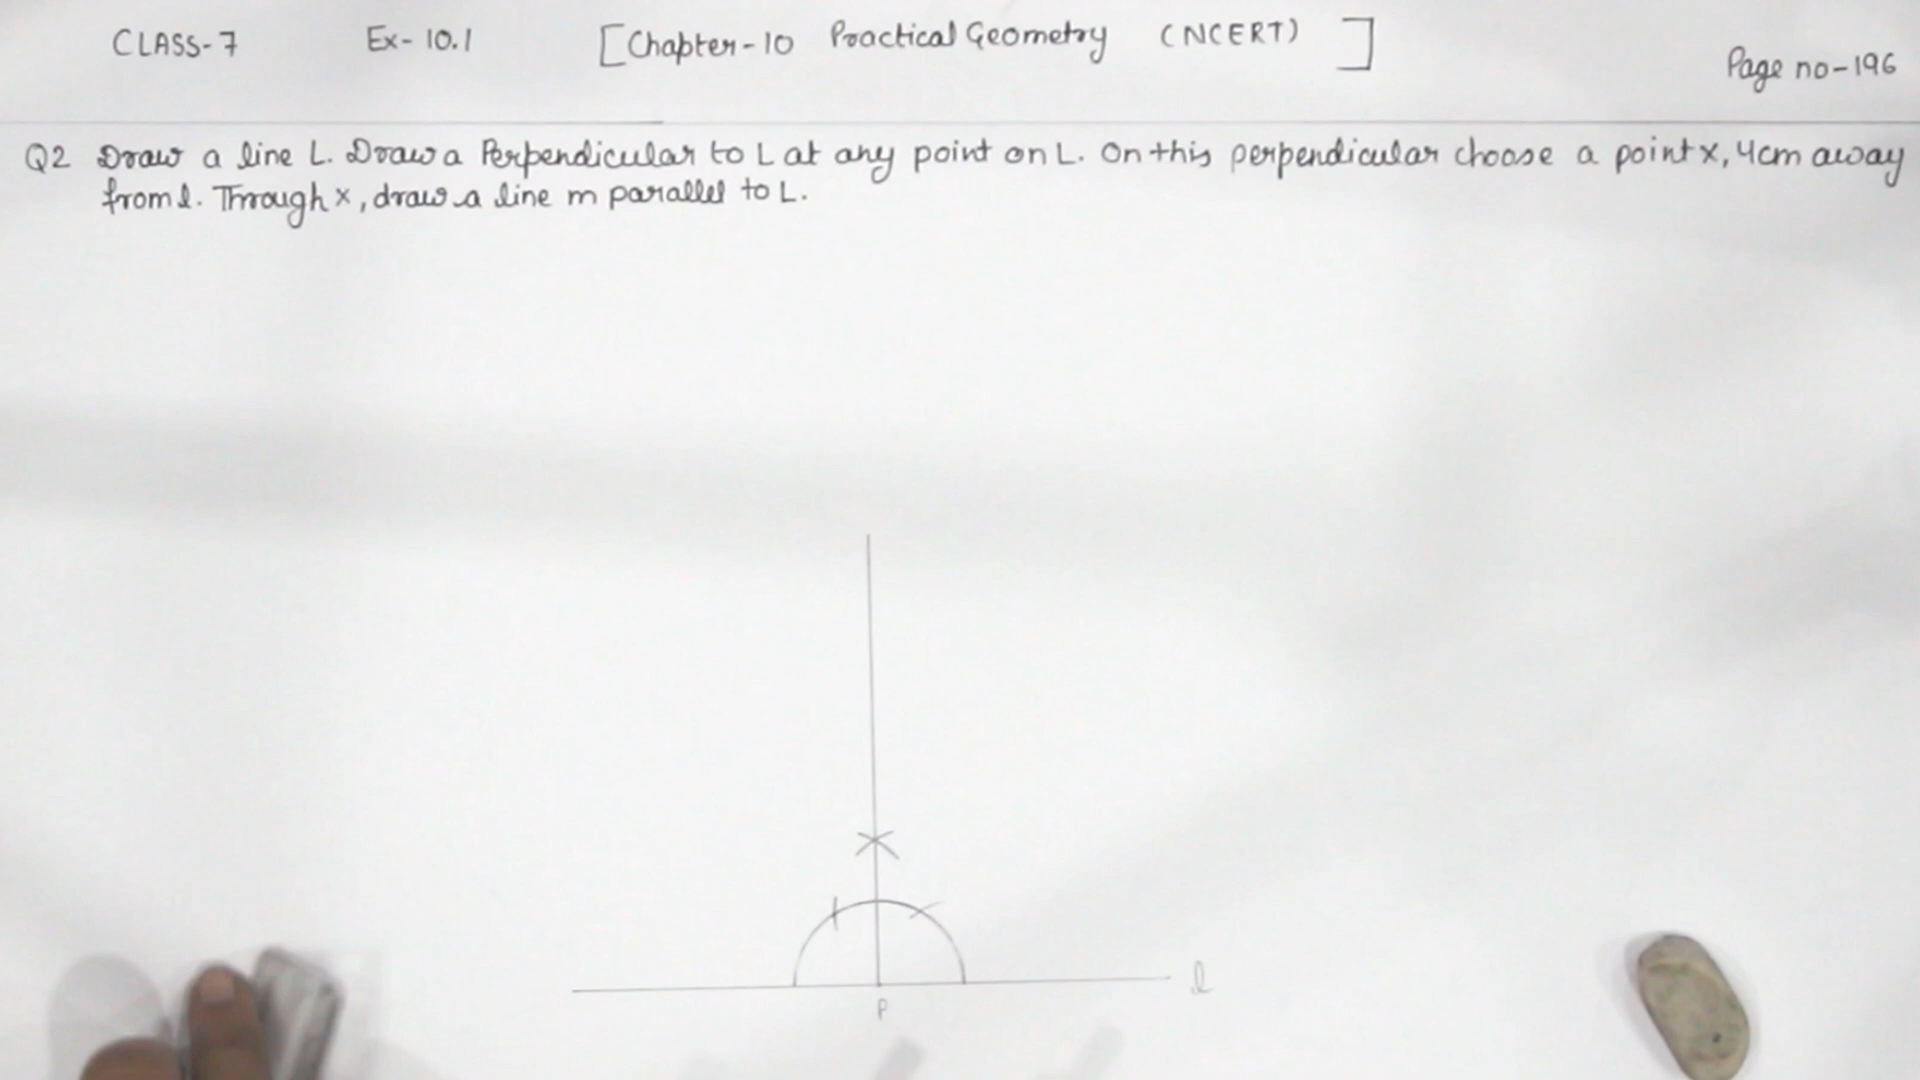 CLASS-7 Ex-10.1 [Chapter-10 Practical Geometry (NCERT)]
Page no-196
Q2 Draw a line L. Draw a Perpendicular to L at any point on L. On this perpendicular choose a point x, 4cm away
from l. Through x, draw a line m parallel to L.
l
P